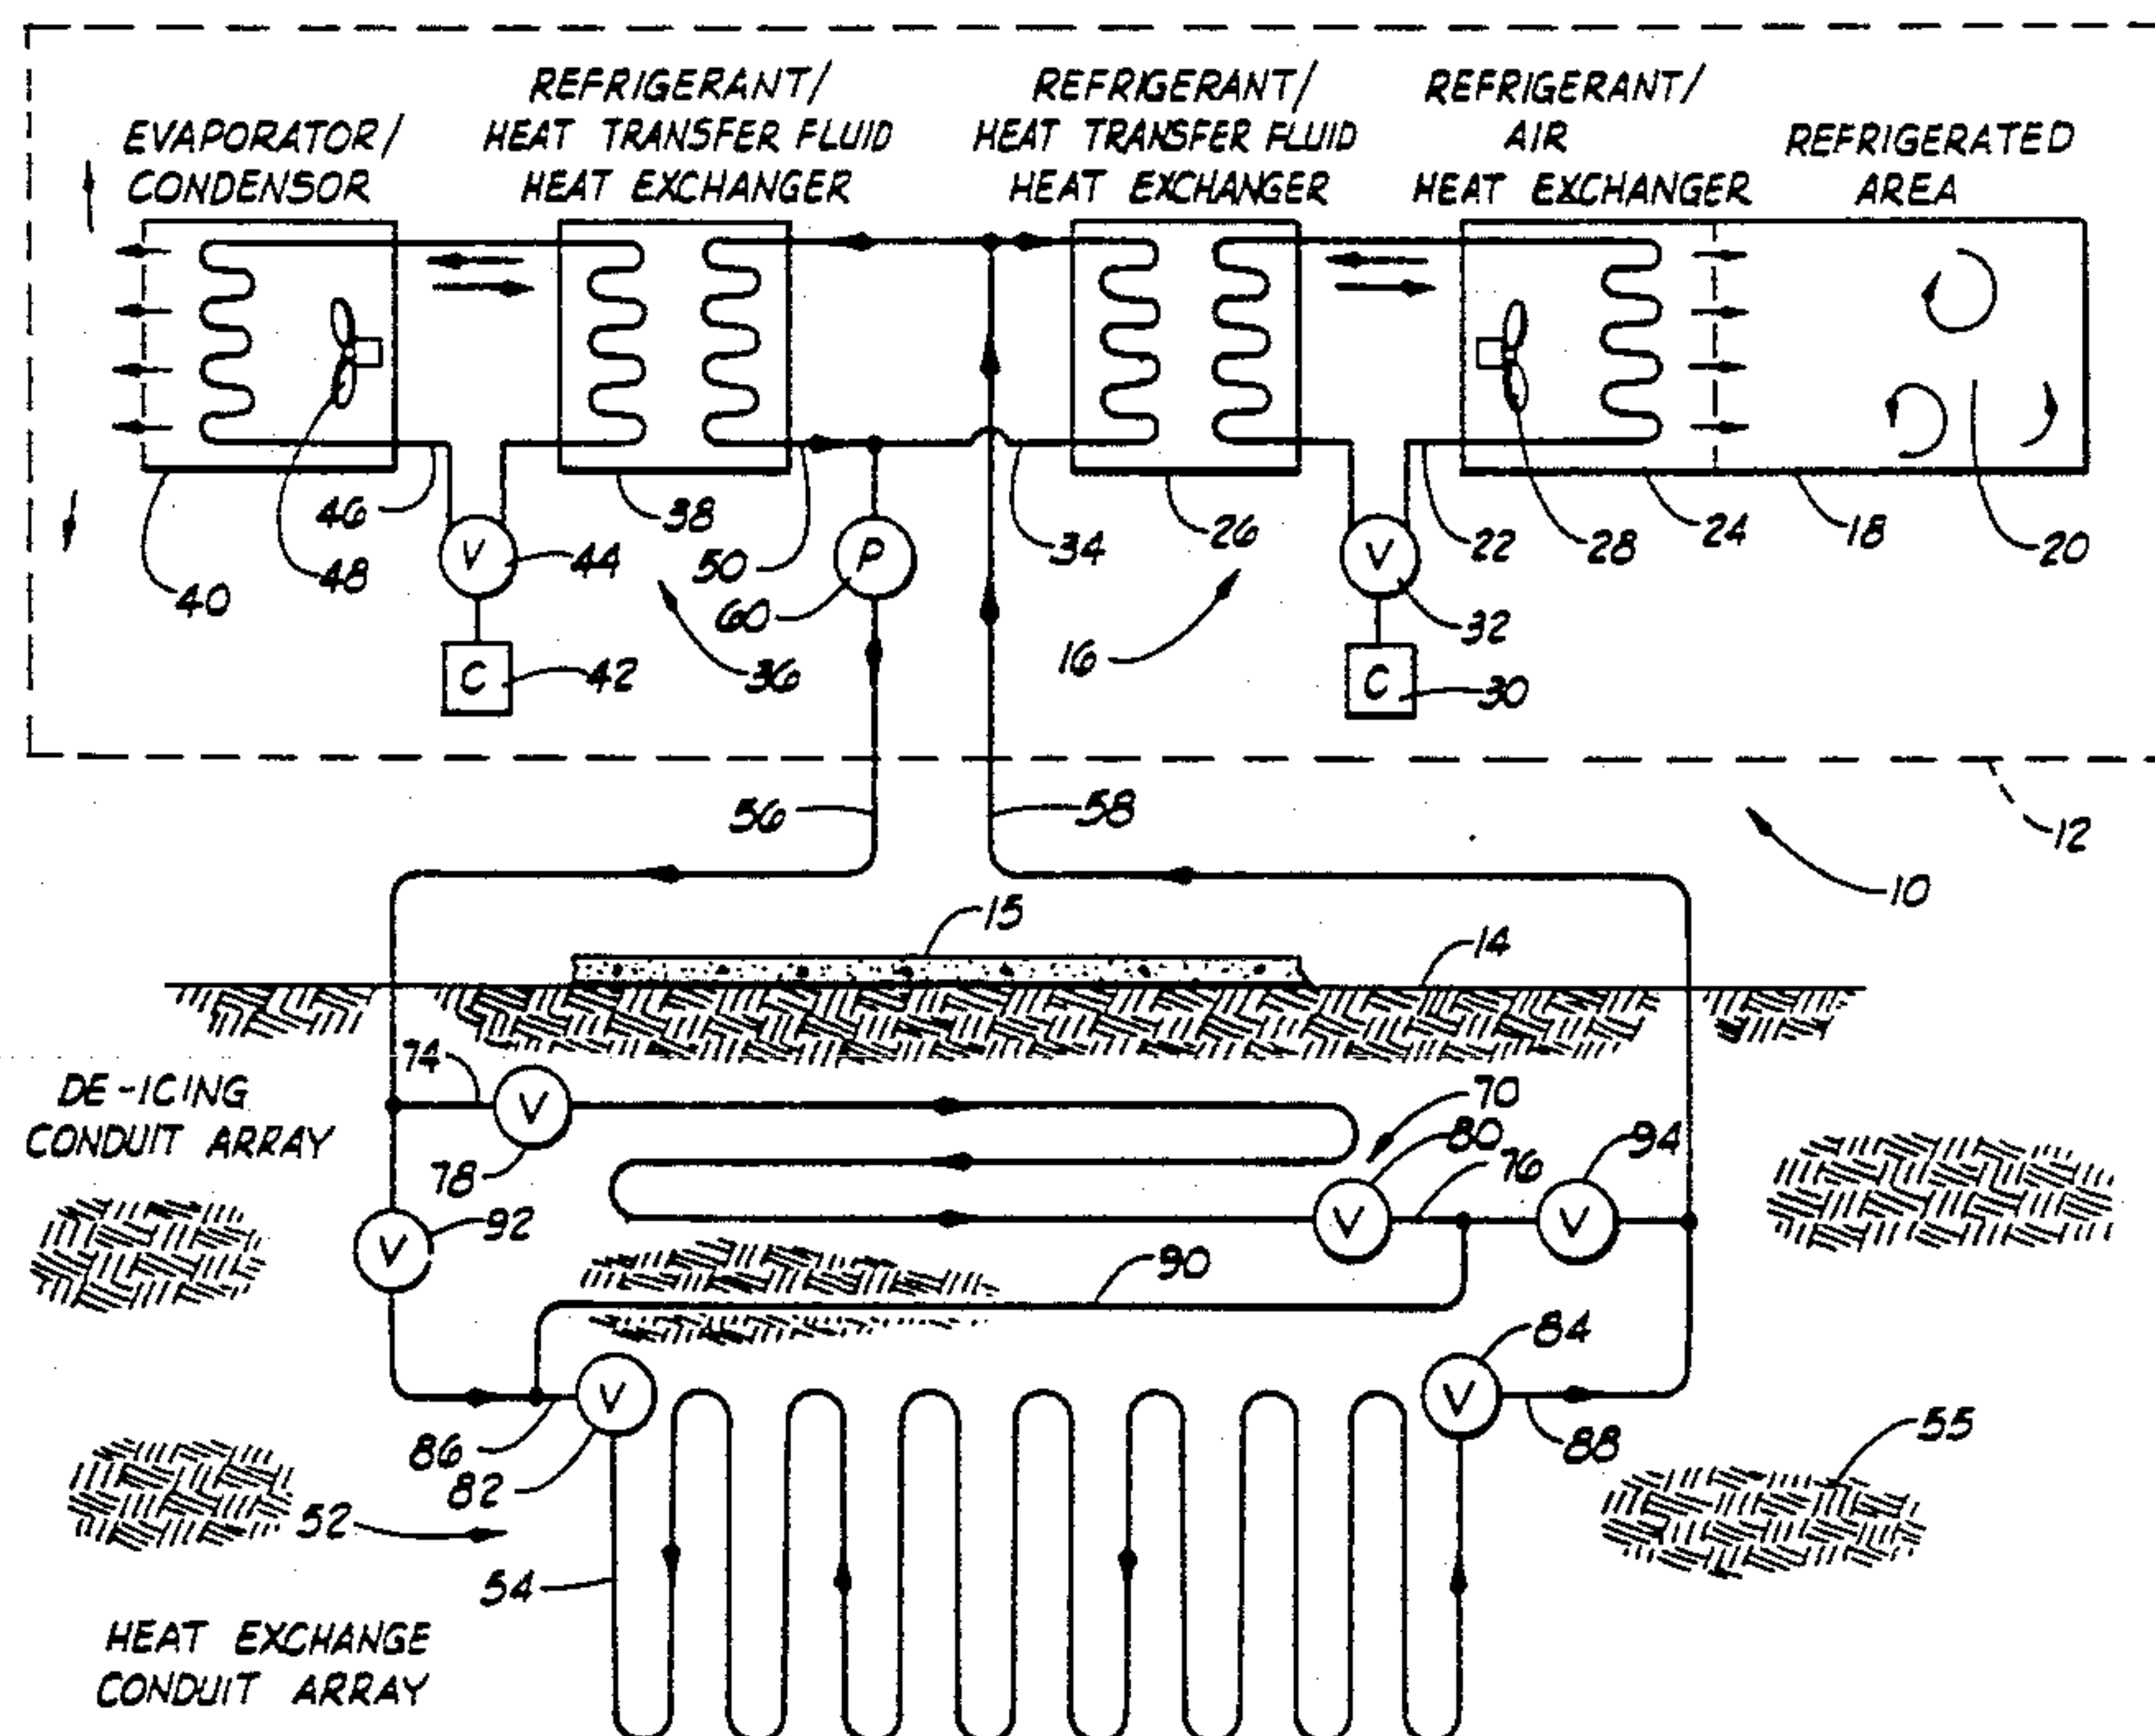 EVAPORATOR/
CONDENSOR
REFRIGERANT/
HEAT TRANSFER FLUID
HEAT EXCHANGER
REFRIGERANT/
HEAT TRANSFER FLUID
HEAT EXCHANGER
REFRIGERANT/
AIR
HEAT EXCHANGER
REFRIGERATED
AREA
46
38
34
26
22
24
18
20
48
40
V
44
50
P
60
36
16
V
28
32
C
42
C
30
56
58
12
10
15
14
74
V
78
DE-ICING
CONDUIT ARRAY
70
80
76
94
V
V
V
92
90
84
V
V
86
82
88
55
52
54
HEAT EXCHANGE
CONDUIT ARRAY